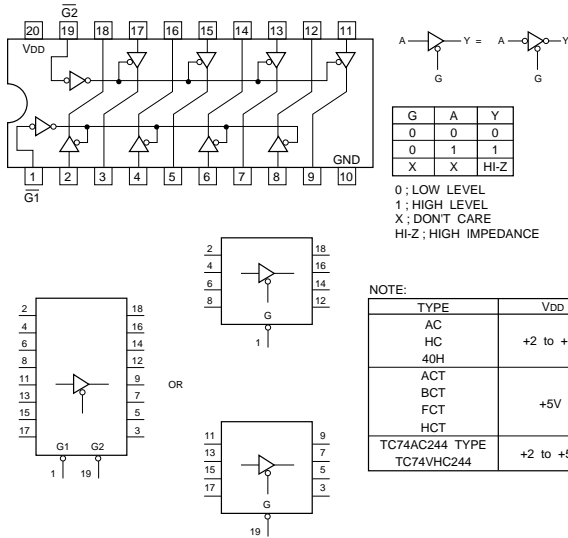 G2
20 19 18 17 16 15 14 13 12 11
VDD
GND
1 2 3 4 5 6 7 8 9 10
G1
A Y = A Y
G G
G A Y
0 0 0
0 1 1
X X HI-Z
0 ; LOW LEVEL
1 ; HIGH LEVEL
X ; DON'T CARE
HI-Z ; HIGH IMPEDANCE
2 18
4 16
6 14
8 12
G
1
2 18
4 16
6 14
8 12
11 9
13 7
15 5
17 3
G1 G2
1 19
OR
11 9
13 7
15 5
17 3
G
19
NOTE:
TYPE VDD
AC
HC +2 to +
40H
ACT
BCT
FCT +5V
HCT
TC74AC244 TYPE
TC74VHC244 +2 to +5